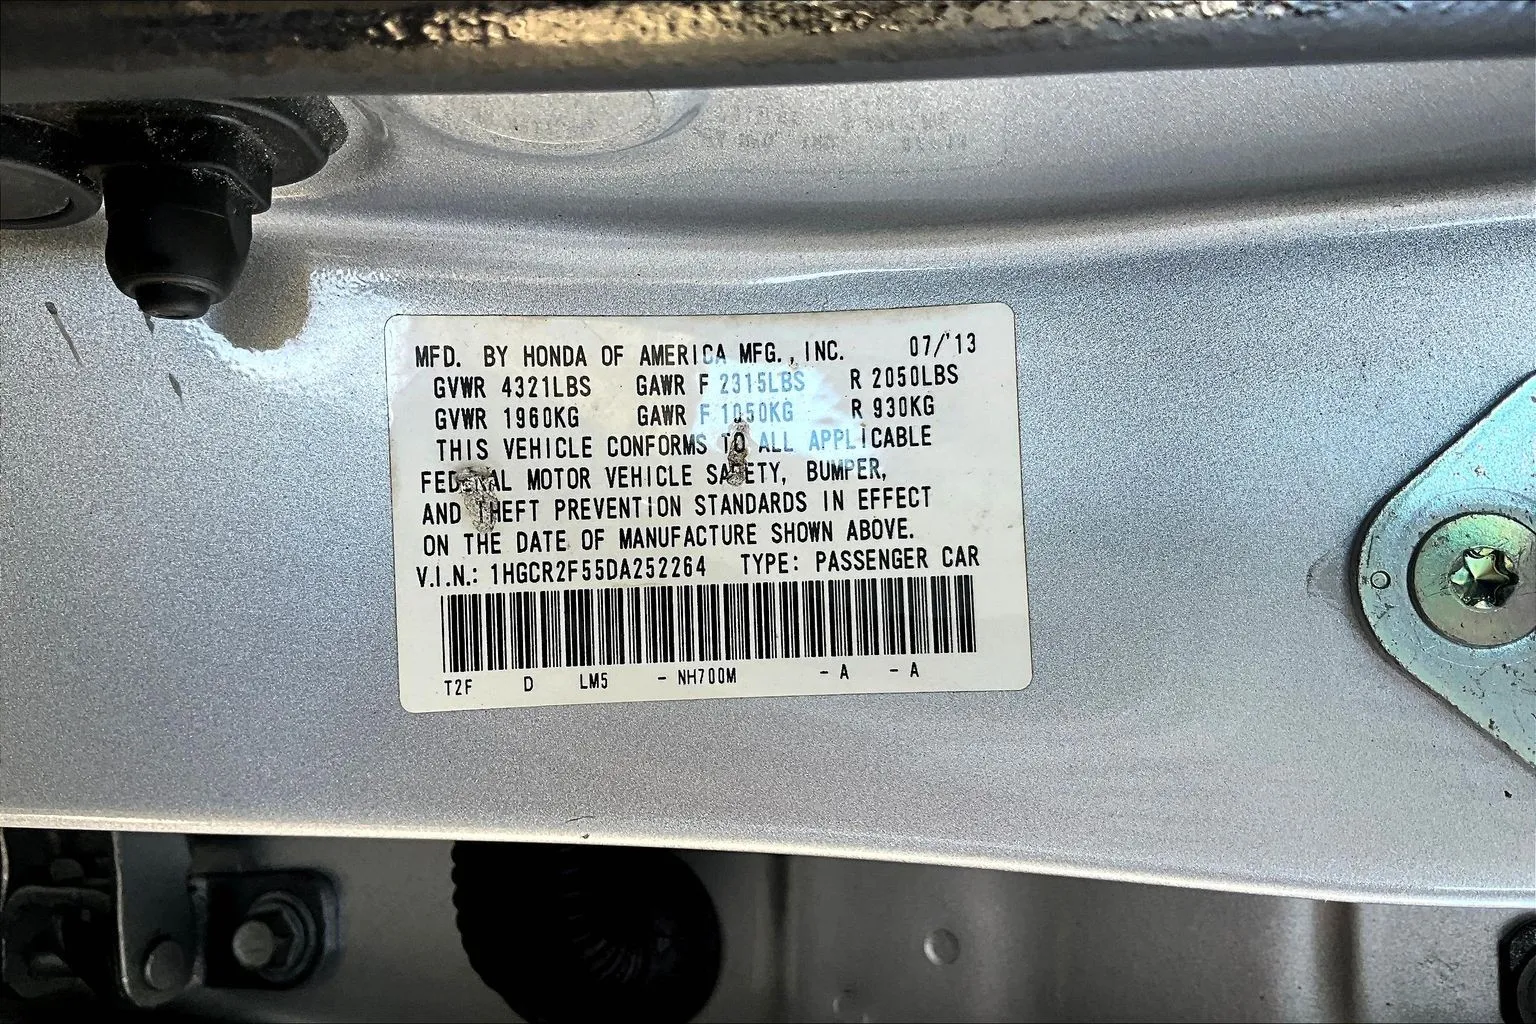 MFD. BY HONDA OF AMERICA MFG., INC. 07/'13
GVWR 4321LBS GAWR F 2315LBS R 2050LBS
GVWR 1960KG GAWR F 1050KG R 930KG
THIS VEHICLE CONFORMS TO ALL APPLICABLE
FEDERAL MOTOR VEHICLE SAFETY, BUMPER,
AND THEFT PREVENTION STANDARDS IN EFFECT
ON THE DATE OF MANUFACTURE SHOWN ABOVE.
V.I.N.: 1HGCR2F55DA252264 TYPE: PASSENGER CAR
T2F D LM5 - NH700M - A - A